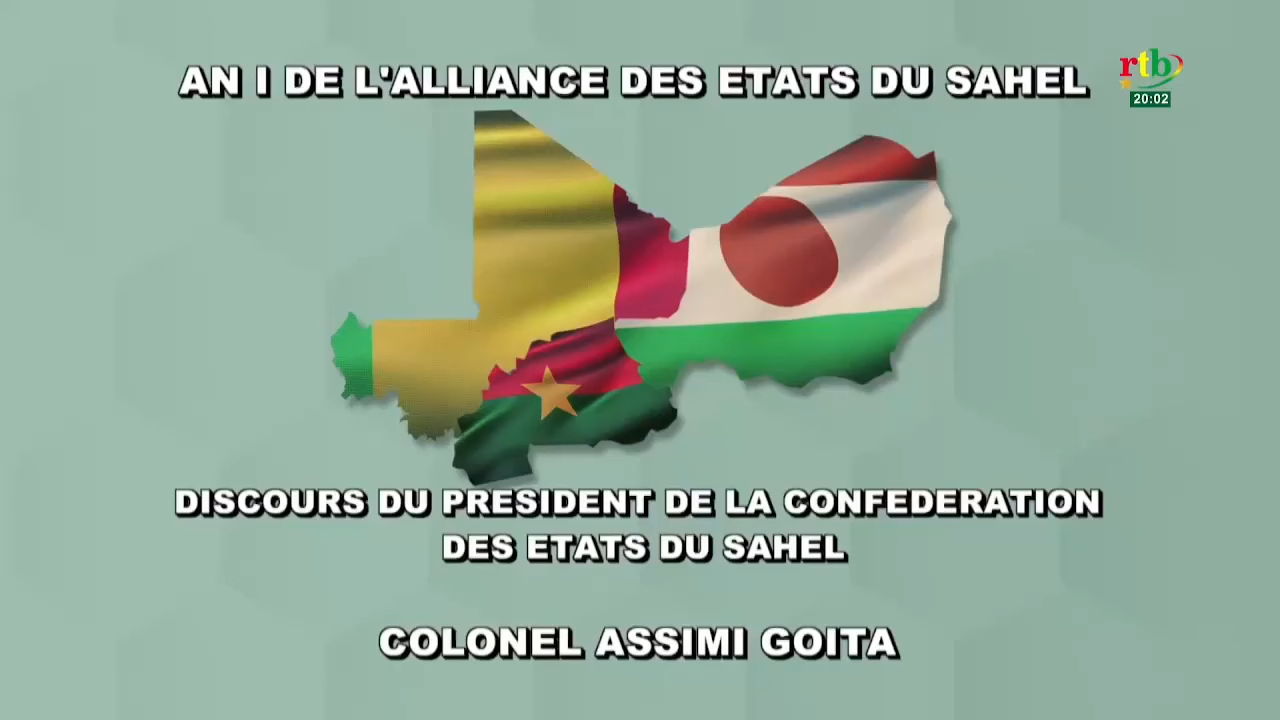 AN I DE L'ALLIANCE DES ETATS DU SAHEL
rtb
20:02
DISCOURS DU PRESIDENT DE LA CONFEDERATION
DES ETATS DU SAHEL
COLONEL ASSIMI GOITA